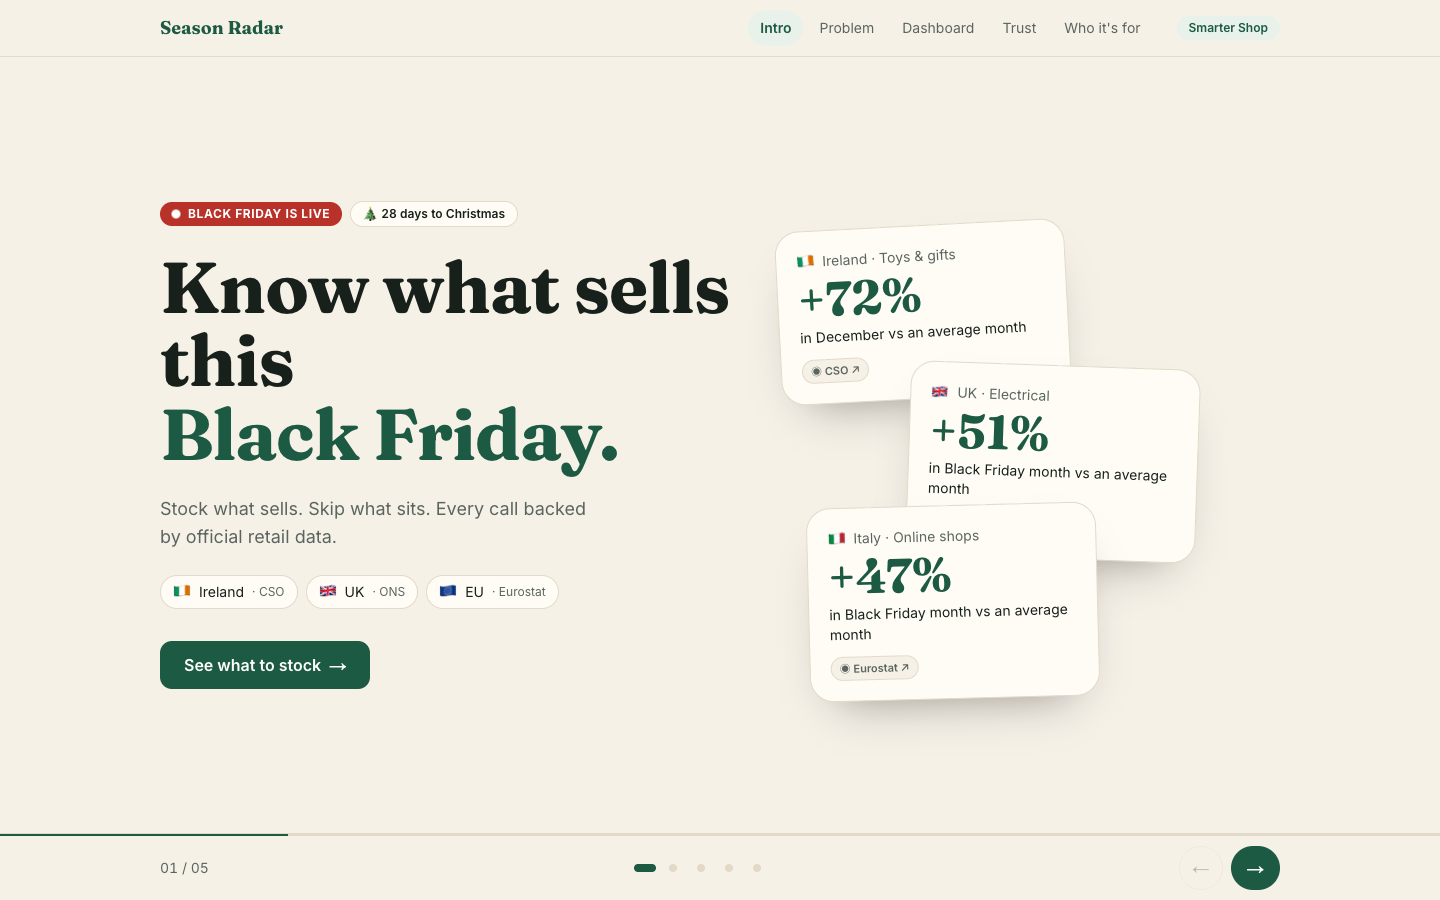 Season Radar
Intro
Problem
Dashboard
Trust
Who it's for
Smarter Shop
BLACK FRIDAY IS LIVE
28 days to Christmas
Know what sells
this
Black Friday.
Stock what sells. Skip what sits. Every call backed
by official retail data.
Ireland · CSO
UK · ONS
EU · Eurostat
See what to stock →
Ireland · Toys & gifts
+72%
in December vs an average month
CSO ↗
UK · Electrical
+51%
in Black Friday month vs an average
month
Italy · Online shops
+47%
in Black Friday month vs an average
month
Eurostat ↗
01 / 05
← →